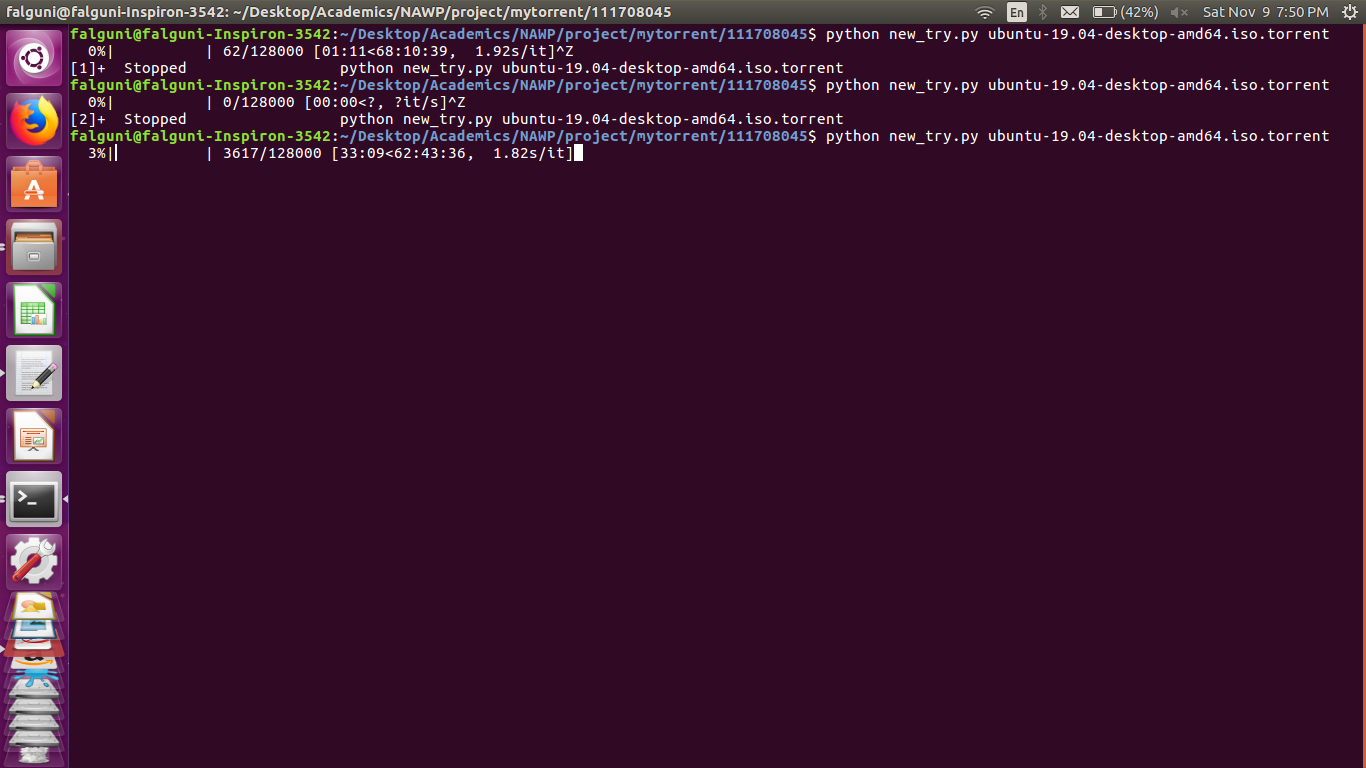 falguni@falguni-Inspiron-3542: ~/Desktop/Academics/NAWP/project/mytorrent/111708045 En (42%) Sat Nov 9 7:50 PM
falguni@falguni-Inspiron-3542:~/Desktop/Academics/NAWP/project/mytorrent/111708045$ python new_try.py ubuntu-19.04-desktop-amd64.iso.torrent
0%| | 62/128000 [01:11<68:10:39, 1.92s/it]^Z
[1]+ Stopped python new_try.py ubuntu-19.04-desktop-amd64.iso.torrent
falguni@falguni-Inspiron-3542:~/Desktop/Academics/NAWP/project/mytorrent/111708045$ python new_try.py ubuntu-19.04-desktop-amd64.iso.torrent
0%| | 0/128000 [00:00<?, ?it/s]^Z
[2]+ Stopped python new_try.py ubuntu-19.04-desktop-amd64.iso.torrent
falguni@falguni-Inspiron-3542:~/Desktop/Academics/NAWP/project/mytorrent/111708045$ python new_try.py ubuntu-19.04-desktop-amd64.iso.torrent
3%| | 3617/128000 [33:09<62:43:36, 1.82s/it]